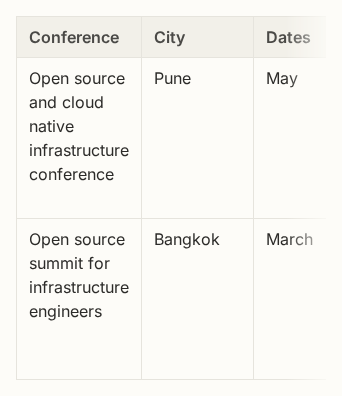 Conference City Dates
Open source Pune May
and cloud
native
infrastructure
conference
Open source Bangkok March
summit for
infrastructure
engineers